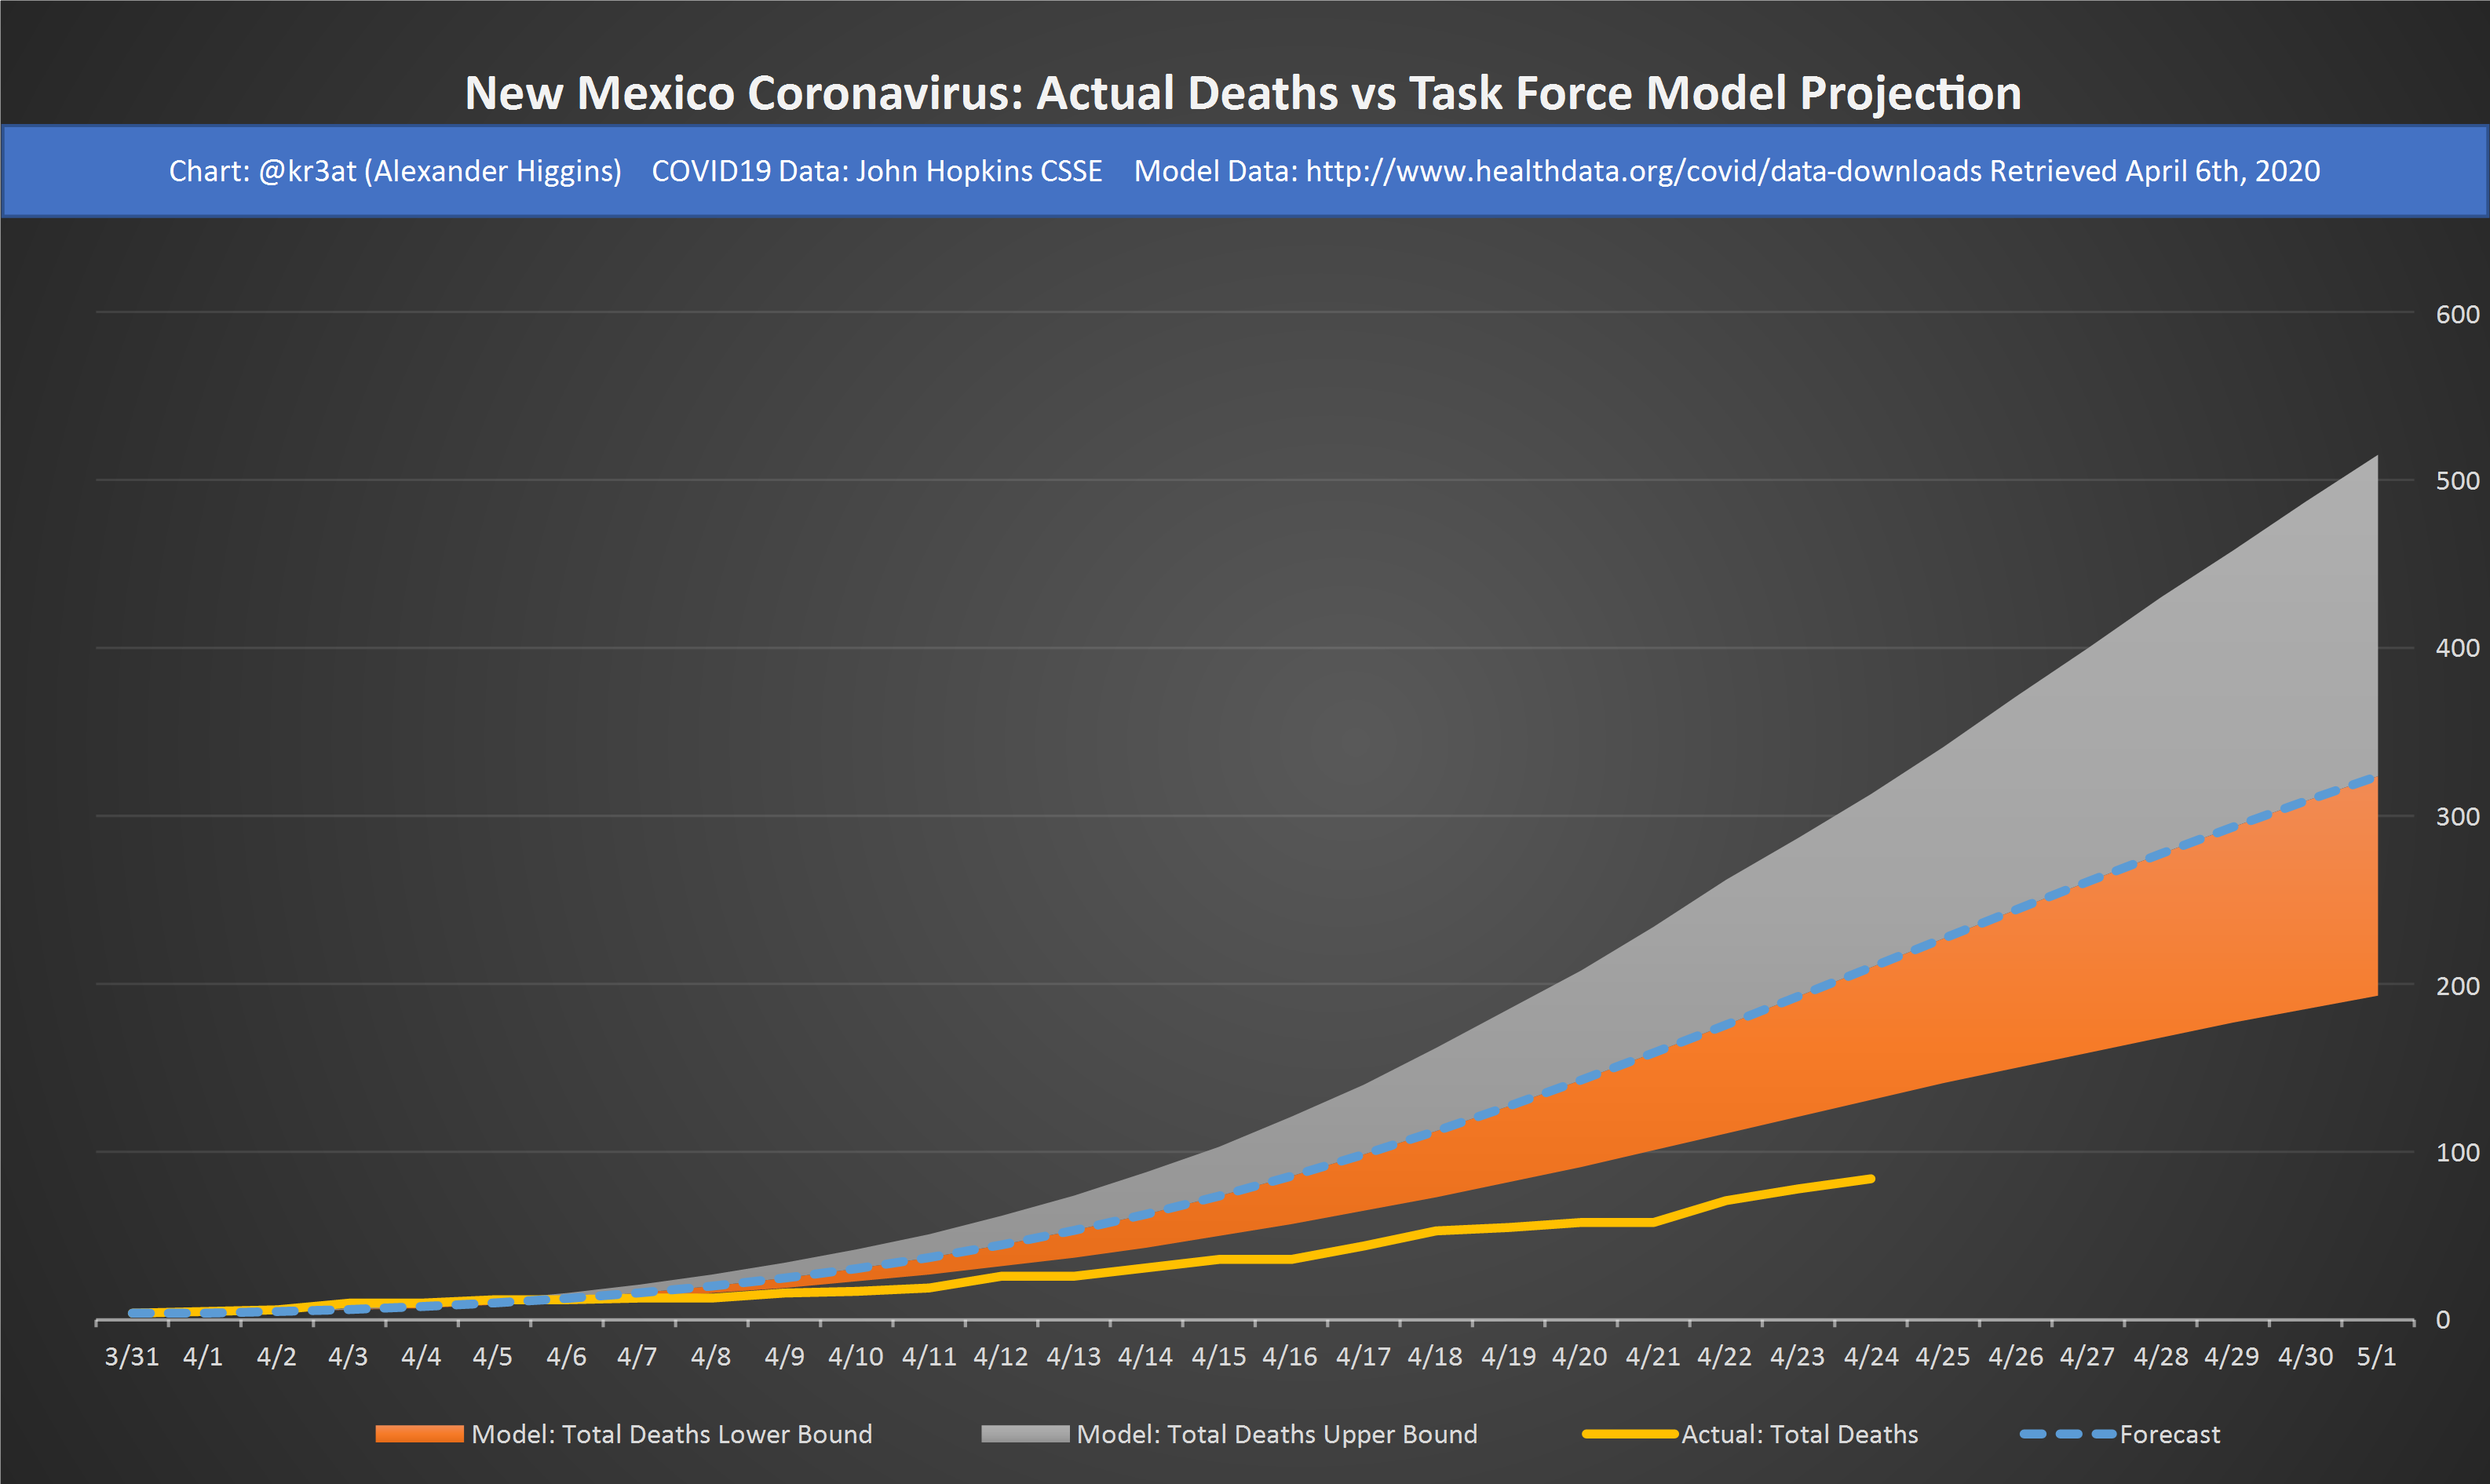 New Mexico Coronavirus: Actual Deaths vs Task Force Model Projection
Chart: @kr3at (Alexander Higgins) COVID19 Data: John Hopkins CSSE Model Data: http://www.healthdata.org/covid/data-downloads Retrieved April 6th, 2020
600
500
400
300
200
100
0
3/31 4/1 4/2 4/3 4/4 4/5 4/6 4/7 4/8 4/9 4/10 4/11 4/12 4/13 4/14 4/15 4/16 4/17 4/18 4/19 4/20 4/21 4/22 4/23 4/24 4/25 4/26 4/27 4/28 4/29 4/30 5/1
Model: Total Deaths Lower Bound Model: Total Deaths Upper Bound Actual: Total Deaths Forecast